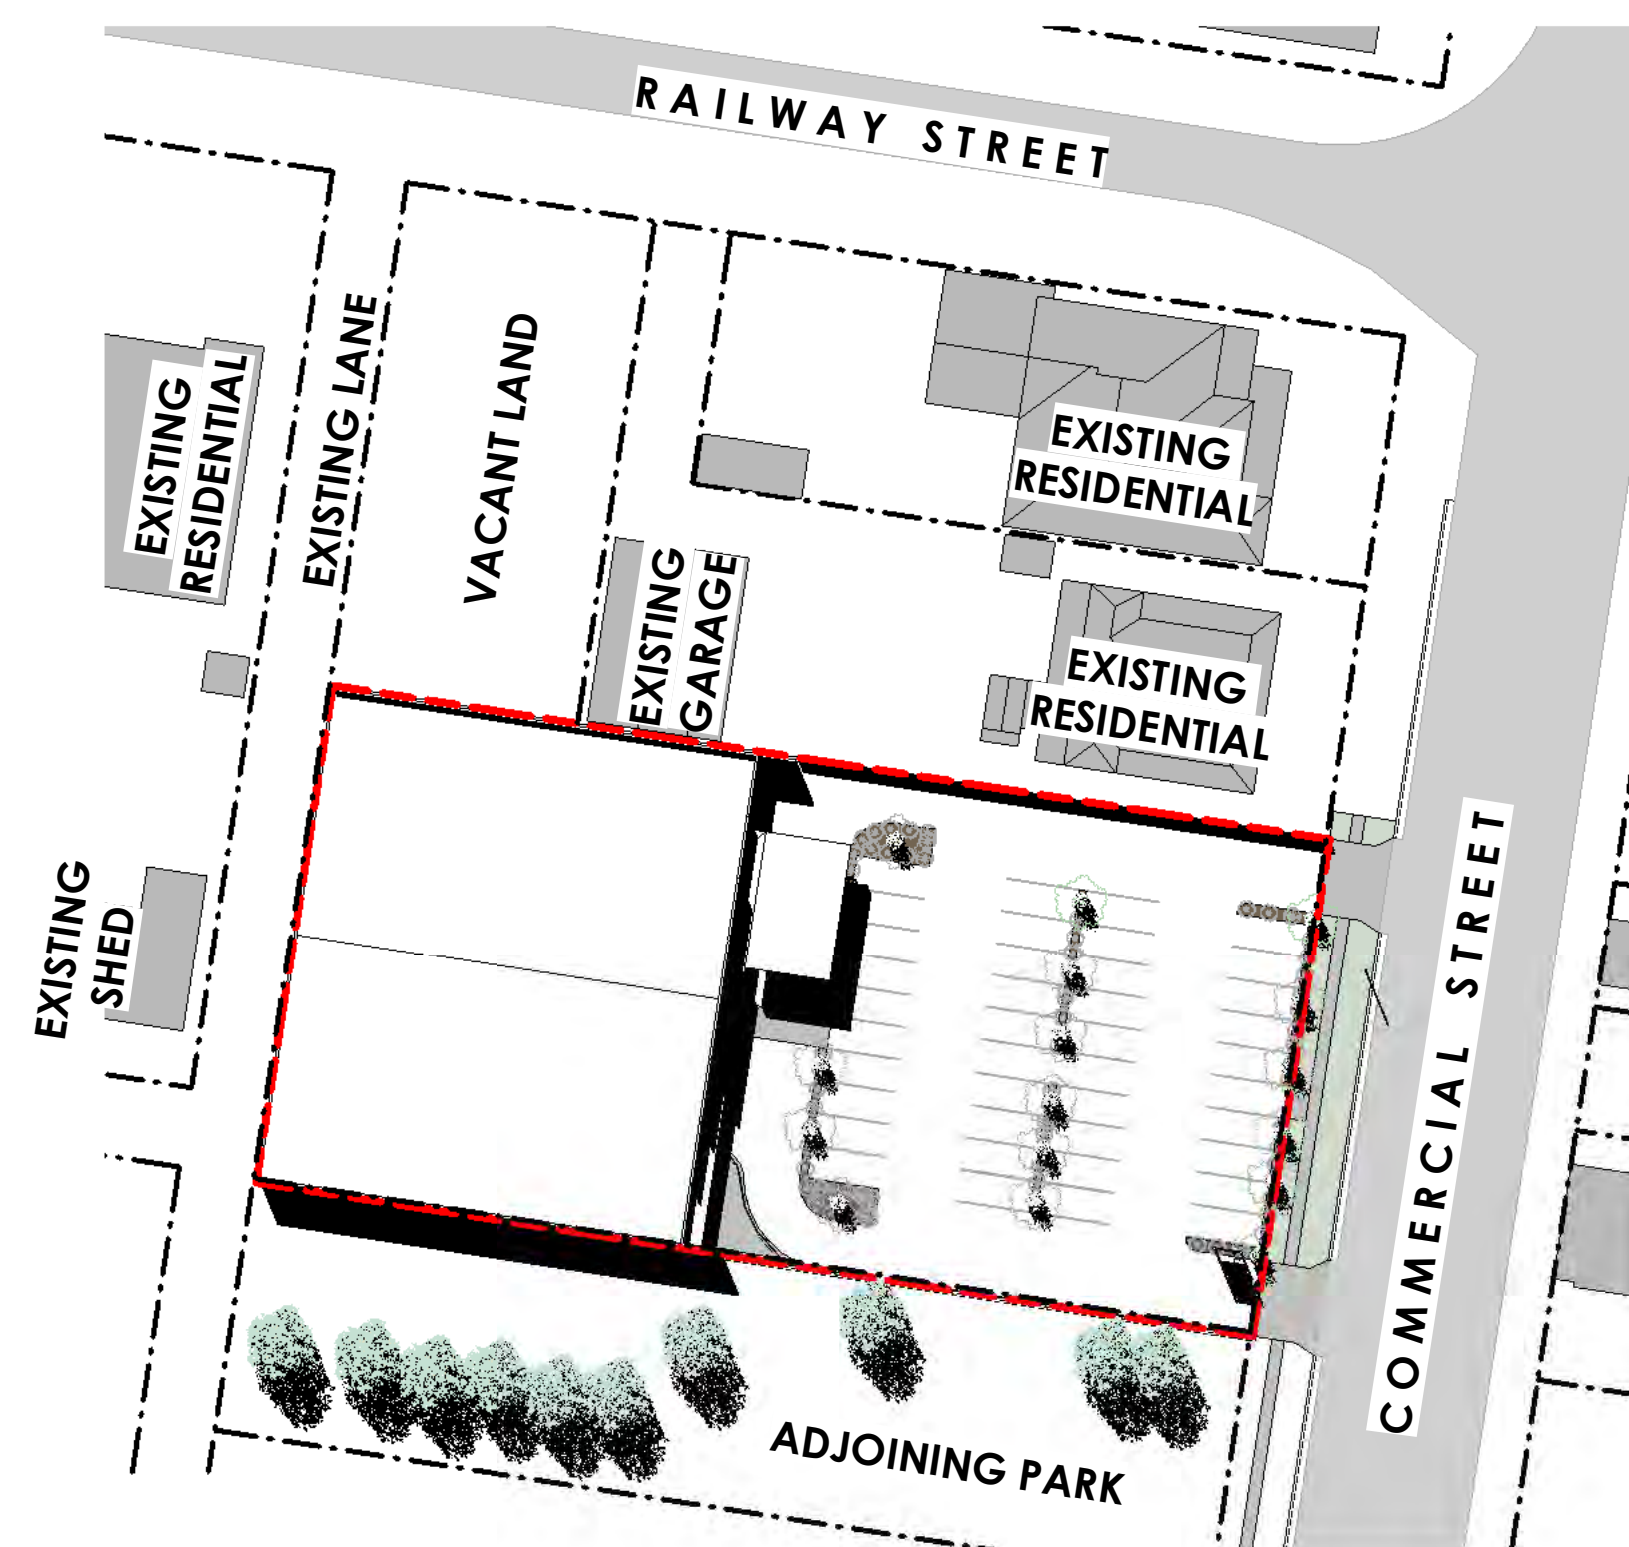 RAILWAY STREET
EXISTING
RESIDENTIAL
EXISTING LANE
VACANT LAND
EXISTING
RESIDENTIAL
EXISTING
GARAGE
EXISTING
RESIDENTIAL
EXISTING
SHED
COMMERCIAL STREET
ADJOINING PARK